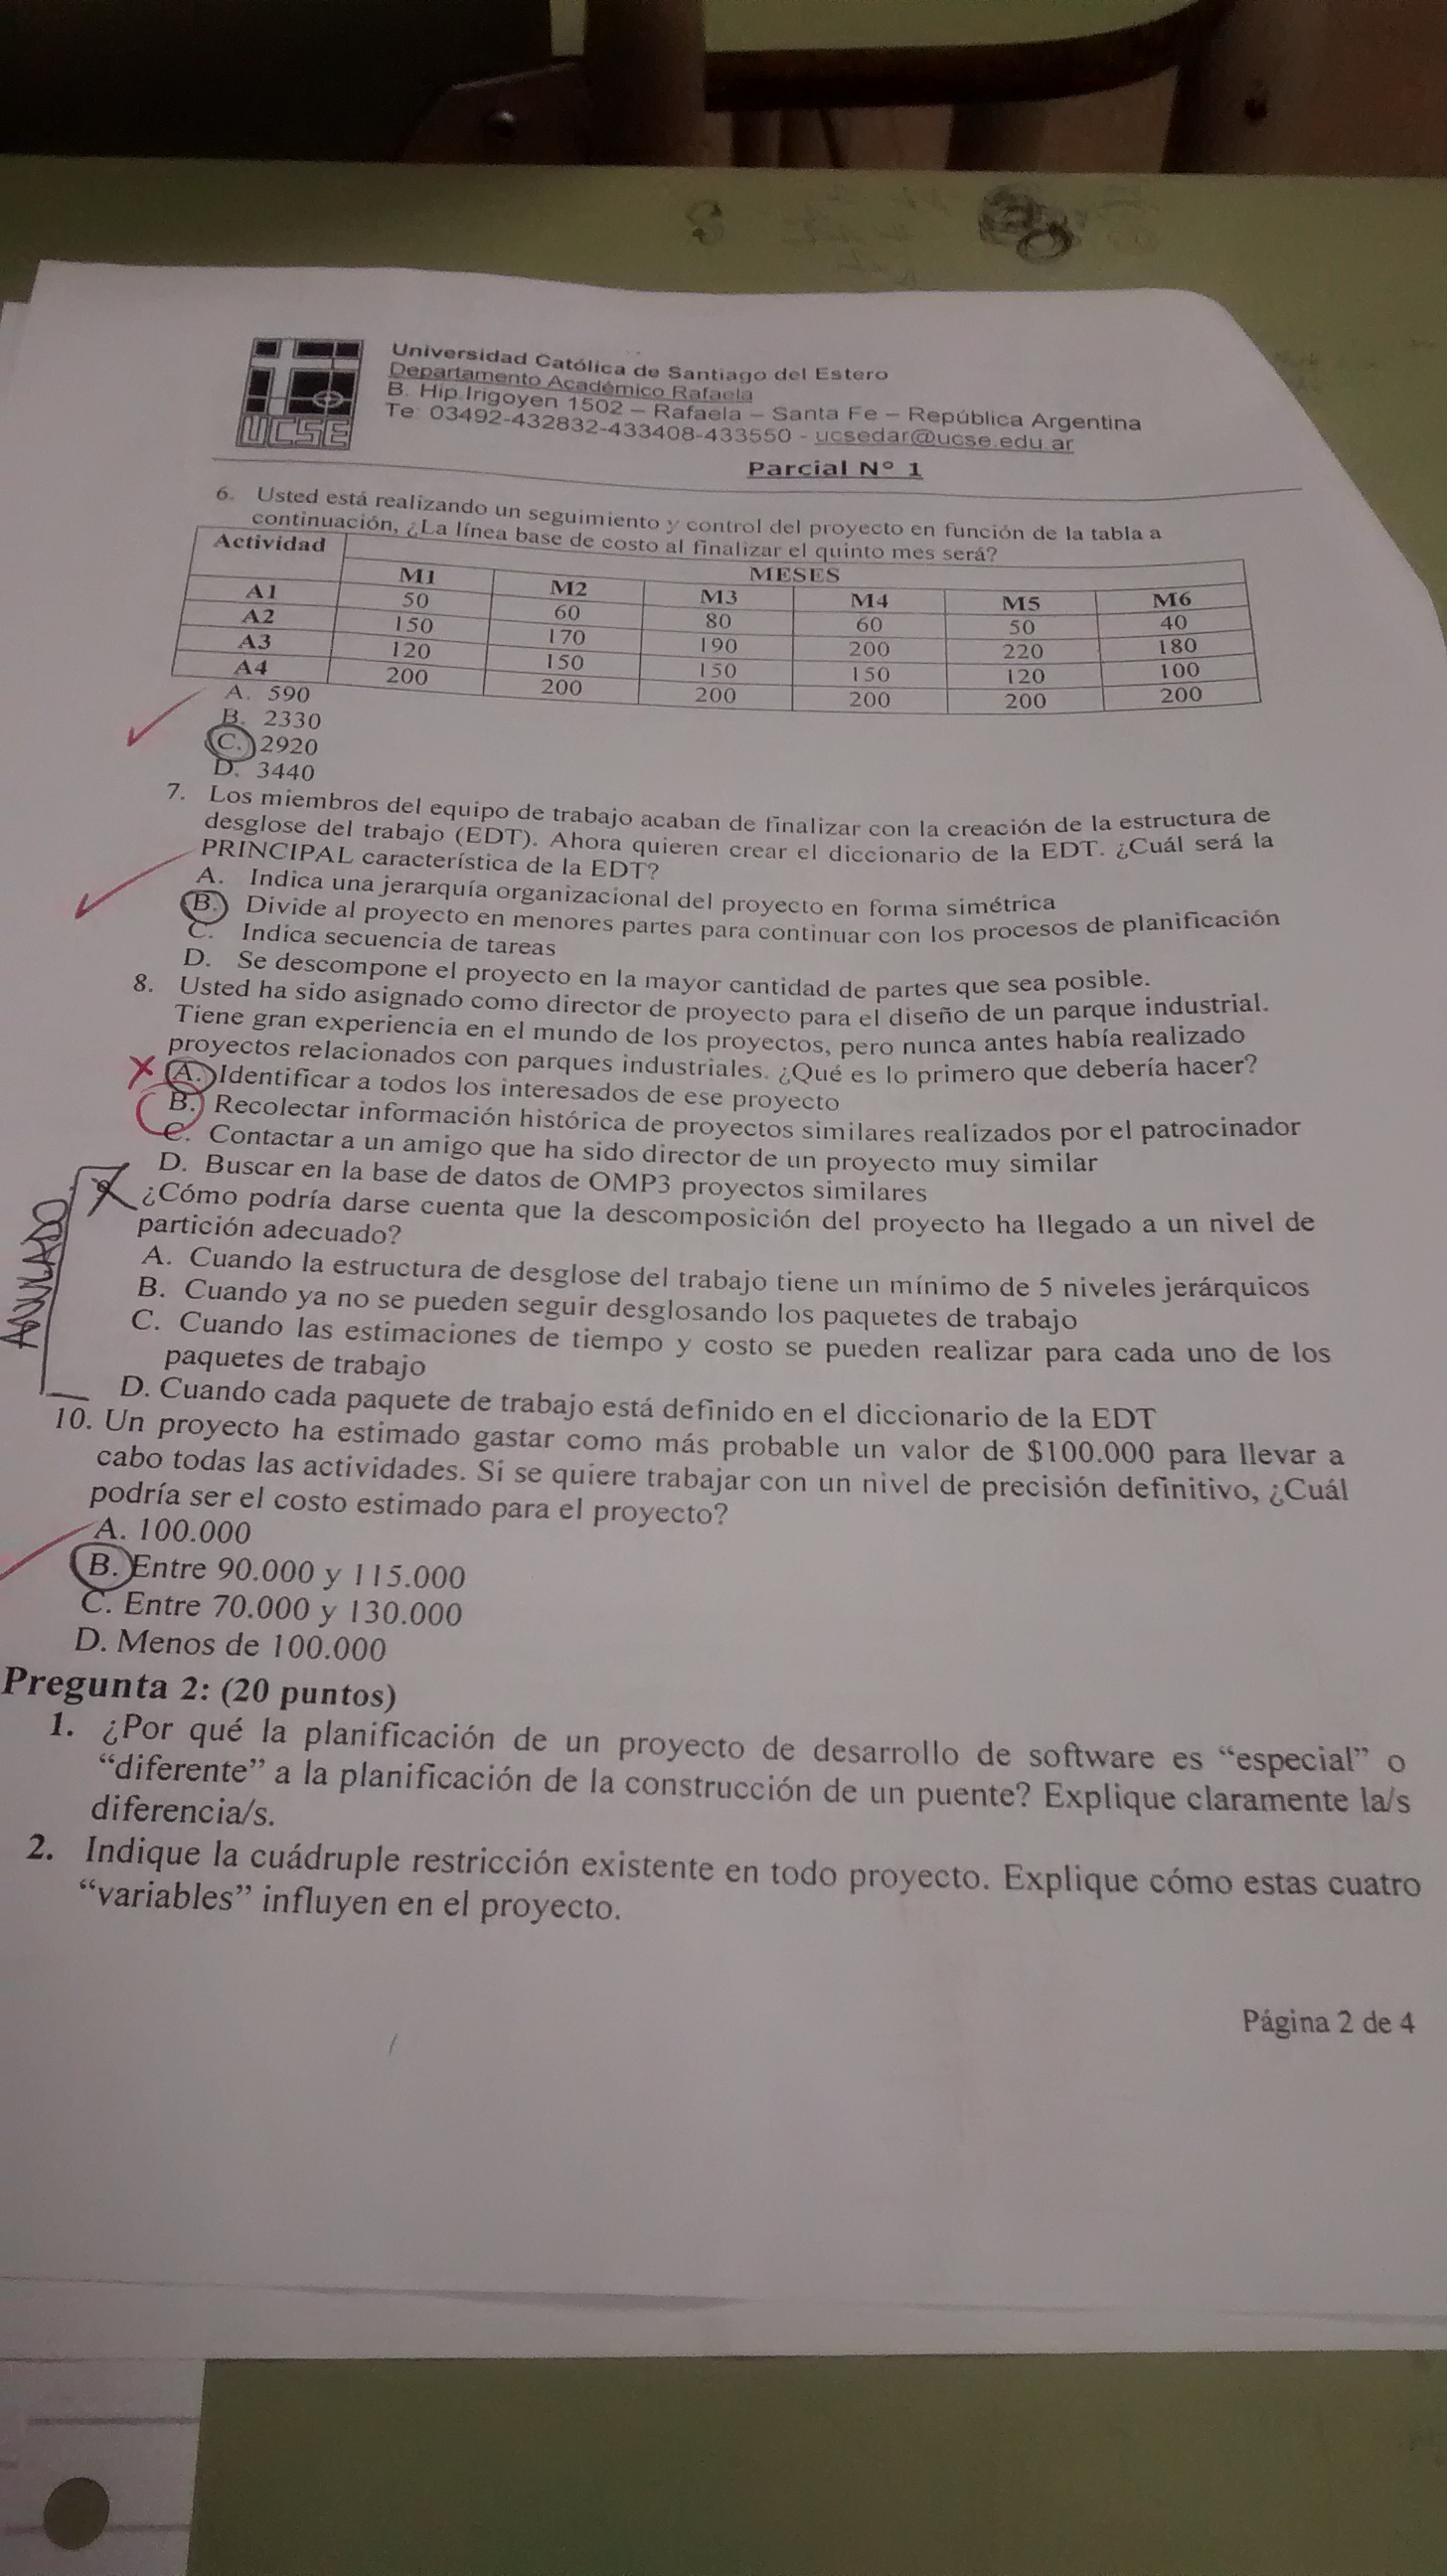 UCSE
Universidad Católica de Santiago del Estero
Departamento Académico Rafaela
B. Hip.Irigoyen 1502 – Rafaela – Santa Fe – República Argentina
Te: 03492-432832-433408-433550 - ucsedar@ucse.edu.ar
Parcial Nº 1
6. Usted está realizando un seguimiento y control del proyecto en función de la tabla a
continuación, ¿La línea base de costo al finalizar el quinto mes será?
Actividad MESES
M1 M2 M3 M4 M5 M6
A1 50 60 80 60 50 40
A2 150 170 190 200 220 180
A3 120 150 150 150 120 100
A4 200 200 200 200 200 200
A. 590
B. 2330
C. 2920
D. 3440
7. Los miembros del equipo de trabajo acaban de finalizar con la creación de la estructura de
desglose del trabajo (EDT). Ahora quieren crear el diccionario de la EDT. ¿Cuál será la
PRINCIPAL característica de la EDT?
A. Indica una jerarquía organizacional del proyecto en forma simétrica
B. Divide al proyecto en menores partes para continuar con los procesos de planificación
C. Indica secuencia de tareas
D. Se descompone el proyecto en la mayor cantidad de partes que sea posible.
8. Usted ha sido asignado como director de proyecto para el diseño de un parque industrial.
Tiene gran experiencia en el mundo de los proyectos, pero nunca antes había realizado
proyectos relacionados con parques industriales. ¿Qué es lo primero que debería hacer?
A. Identificar a todos los interesados de ese proyecto
B. Recolectar información histórica de proyectos similares realizados por el patrocinador
C. Contactar a un amigo que ha sido director de un proyecto muy similar
D. Buscar en la base de datos de OMP3 proyectos similares
ANULADO
¿Cómo podría darse cuenta que la descomposición del proyecto ha llegado a un nivel de
partición adecuado?
A. Cuando la estructura de desglose del trabajo tiene un mínimo de 5 niveles jerárquicos
B. Cuando ya no se pueden seguir desglosando los paquetes de trabajo
C. Cuando las estimaciones de tiempo y costo se pueden realizar para cada uno de los
paquetes de trabajo
D. Cuando cada paquete de trabajo está definido en el diccionario de la EDT
10. Un proyecto ha estimado gastar como más probable un valor de $100.000 para llevar a
cabo todas las actividades. Si se quiere trabajar con un nivel de precisión definitivo, ¿Cuál
podría ser el costo estimado para el proyecto?
A. 100.000
B. Entre 90.000 y 115.000
C. Entre 70.000 y 130.000
D. Menos de 100.000
Pregunta 2: (20 puntos)
1. ¿Por qué la planificación de un proyecto de desarrollo de software es “especial” o
“diferente” a la planificación de la construcción de un puente? Explique claramente la/s
diferencia/s.
2. Indique la cuádruple restricción existente en todo proyecto. Explique cómo estas cuatro
“variables” influyen en el proyecto.
Página 2 de 4